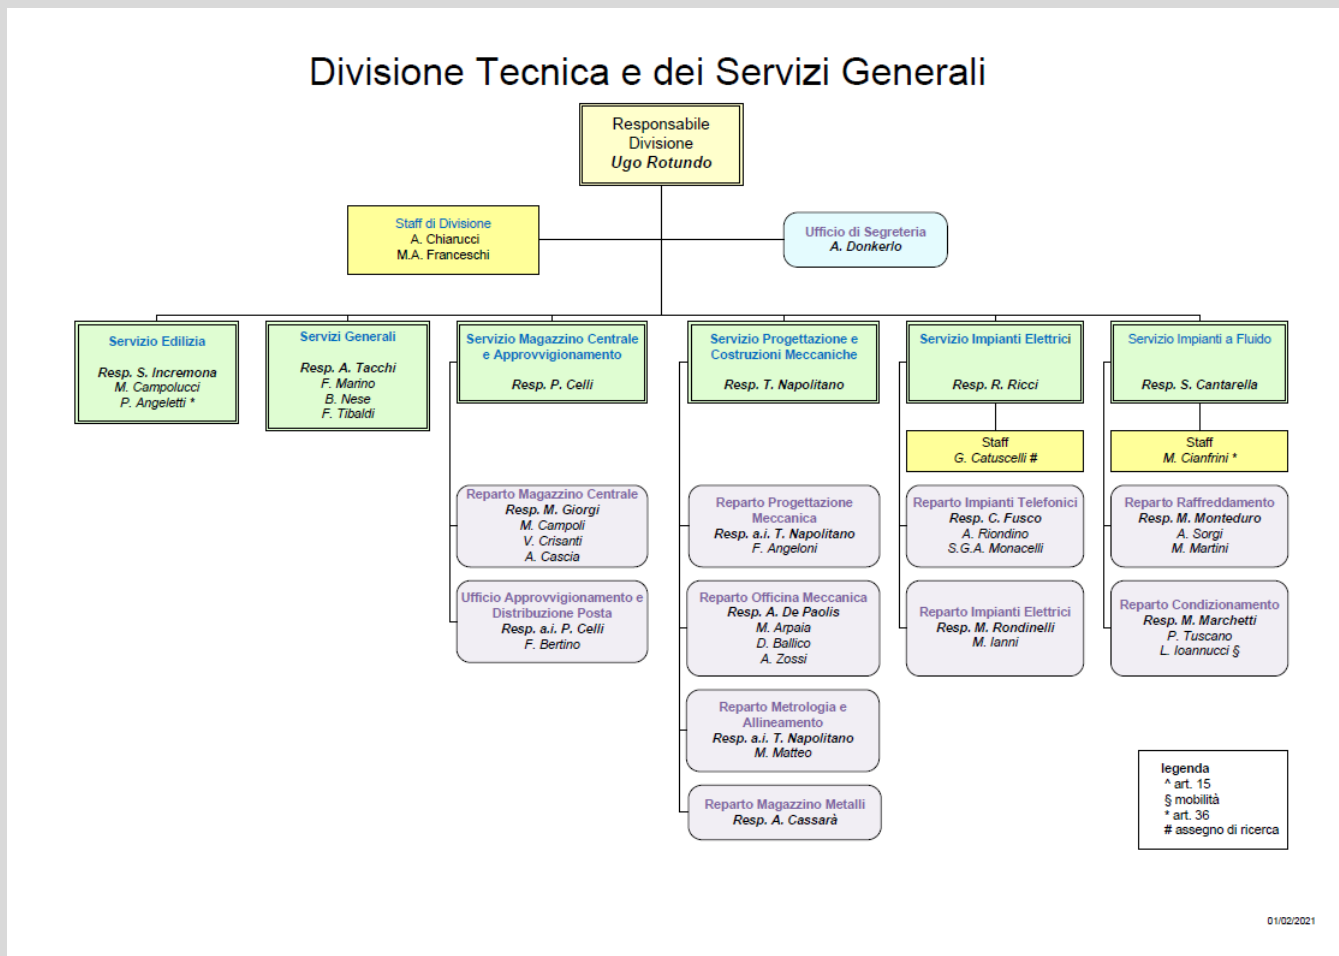 Divisione Tecnica e dei Servizi Generali
Responsabile
Divisione
Ugo Rotundo
Staff di Divisione
A. Chiarucci
M.A. Franceschi
Ufficio di Segreteria
A. Donkerlo
Servizio Edilizia
Resp. S. Incremona
M. Campolucci
P. Angeletti *
Servizi Generali
Resp. A. Tacchi
F. Marino
B. Nese
F. Tibaldi
Servizio Magazzino Centrale
e Approvvigionamento
Resp. P. Celli
Servizio Progettazione e
Costruzioni Meccaniche
Resp. T. Napolitano
Servizio Impianti Elettrici
Resp. R. Ricci
Servizio Impianti a Fluido
Resp. S. Cantarella
Staff
G. Catuscelli #
Staff
M. Cianfrini *
Reparto Magazzino Centrale
Resp. M. Giorgi
M. Campoli
V. Crisanti
A. Cascia
Reparto Progettazione
Meccanica
Resp. a.i. T. Napolitano
F. Angeloni
Reparto Impianti Telefonici
Resp. C. Fusco
A. Riondino
S.G.A. Monacelli
Reparto Raffreddamento
Resp. M. Monteduro
A. Sorgi
M. Martini
Ufficio Approvvigionamento e
Distribuzione Posta
Resp. a.i. P. Celli
F. Bertino
Reparto Officina Meccanica
Resp. A. De Paolis
M. Arpaia
D. Ballico
A. Zossi
Reparto Impianti Elettrici
Resp. M. Rondinelli
M. Ianni
Reparto Condizionamento
Resp. M. Marchetti
P. Tuscano
L. Ioannucci §
Reparto Metrologia e
Allineamento
Resp. a.i. T. Napolitano
M. Matteo
Reparto Magazzino Metalli
Resp. A. Cassarà
legenda
^ art. 15
§ mobilità
* art. 36
# assegno di ricerca
01/02/2021